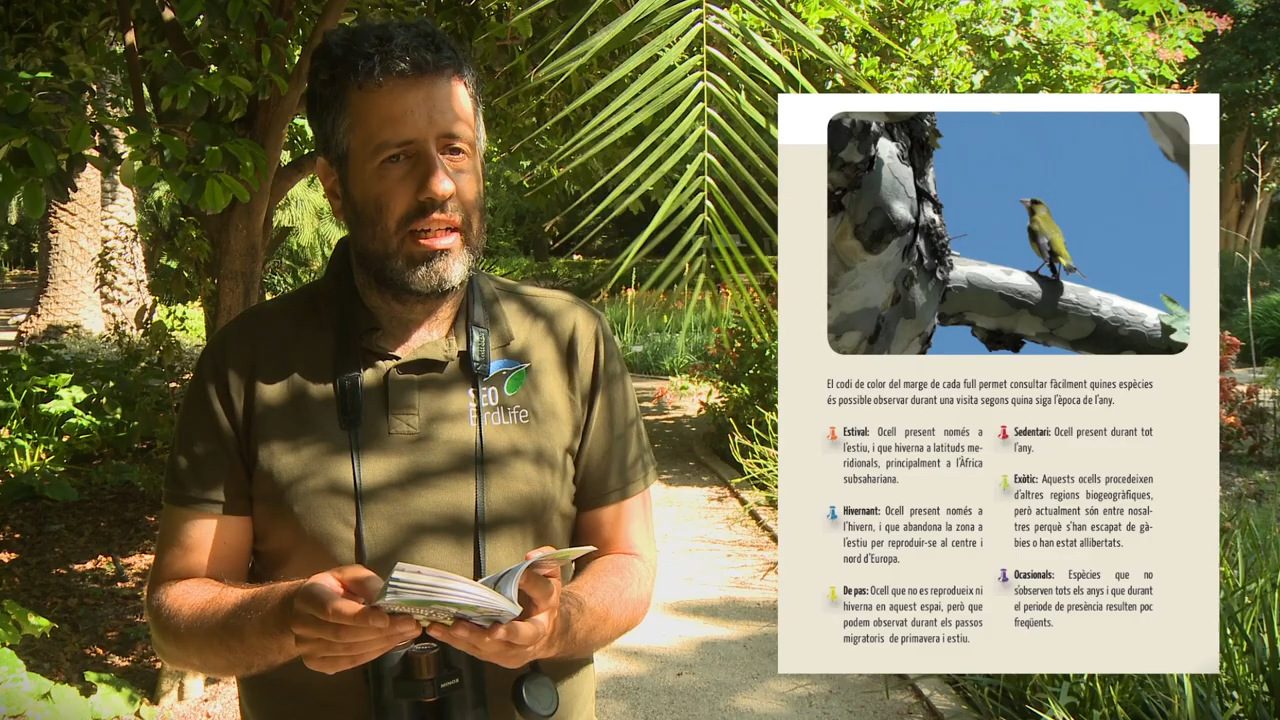 SEO
BirdLife
MINOX
El codi de color del marge de cada full permet consultar fàcilment quines espècies
és possible observar durant una visita segons quina siga l'època de l'any.
Estival: Ocell present només a
l'estiu, i que hiverna a latituds me-
ridionals, principalment a l'Àfrica
subsahariana.
Hivernant: Ocell present només a
l'hivern, i que abandona la zona a
l'estiu per reproduir-se al centre i
nord d'Europa.
De pas: Ocell que no es reprodueix ni
hiverna en aquest espai, però que
podem observat durant els passos
migratoris de primavera i estiu.
Sedentari: Ocell present durant tot
l'any.
Exòtic: Aquests ocells procedeixen
d'altres regions biogeogràfiques,
però actualment són entre nosal-
tres perquè s'han escapat de gà-
bies o han estat allibertats.
Ocasionals: Espècies que no
s'observen tots els anys i que durant
el periode de presència resulten poc
freqüents.